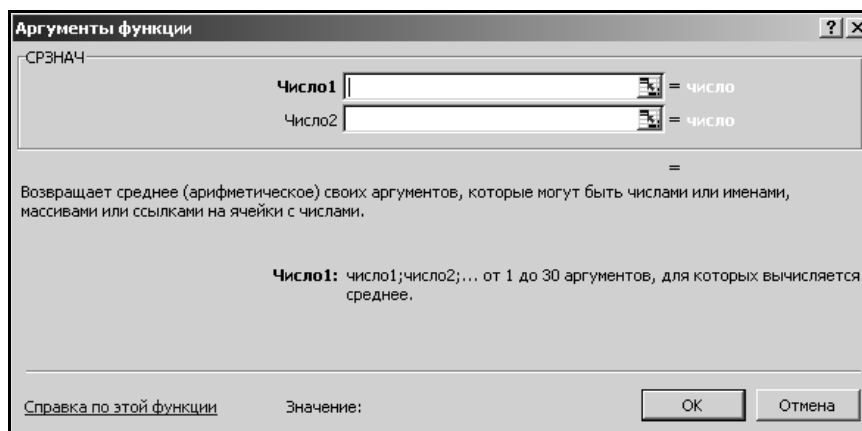 Аргументы функции
СРЗНАЧ
Число1 = число
Число2 = число
=
Возвращает среднее (арифметическое) своих аргументов, которые могут быть числами или именами,
массивами или ссылками на ячейки с числами.
Число1: число1;число2;... от 1 до 30 аргументов, для которых вычисляется
среднее.
Справка по этой функции Значение: OK Отмена